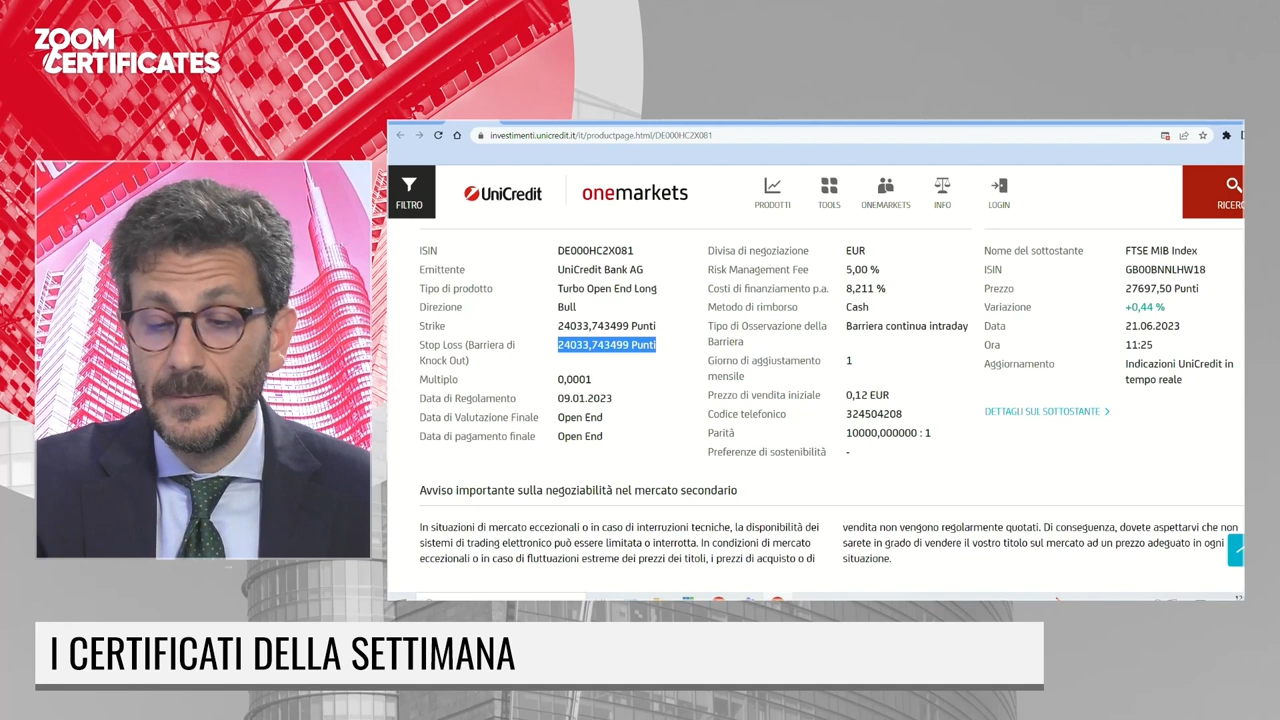 ZOOM
CERTIFICATES
investimenti.unicredit.it/it/productpage.html/DE000HC2X081
FILTRO
UniCredit
onemarkets
PRODOTTI
TOOLS
ONEMARKETS
INFO
LOGIN
ISIN DE000HC2X081
Emittente UniCredit Bank AG
Tipo di prodotto Turbo Open End Long
Direzione Bull
Strike 24033,743499 Punti
Stop Loss (Barriera di 24033,743499 Punti
Knock Out)
Multiplo 0,0001
Data di Regolamento 09.01.2023
Data di Valutazione Finale Open End
Data di pagamento finale Open End
Divisa di negoziazione EUR
Risk Management Fee 5,00 %
Costi di finanziamento p.a. 8,211 %
Metodo di rimborso Cash
Tipo di Osservazione della Barriera continua intraday
Barriera
Giorno di aggiustamento 1
mensile
Prezzo di vendita iniziale 0,12 EUR
Codice telefonico 324504208
Parità 10000,000000 : 1
Preferenze di sostenibilità -
Nome del sottostante FTSE MIB Index
ISIN GB00BNNLHW18
Prezzo 27697,50 Punti
Variazione +0,44 %
Data 21.06.2023
Ora 11:25
Aggiornamento Indicazioni UniCredit in
tempo reale
DETTAGLI SUL SOTTOSTANTE
Avviso importante sulla negoziabilità nel mercato secondario
In situazioni di mercato eccezionali o in caso di interruzioni tecniche, la disponibilità dei
sistemi di trading elettronico può essere limitata o interrotta. In condizioni di mercato
eccezionali o in caso di fluttuazioni estreme dei prezzi dei titoli, i prezzi di acquisto o di
vendita non vengono regolarmente quotati. Di conseguenza, dovete aspettarvi che non
sarete in grado di vendere il vostro titolo sul mercato ad un prezzo adeguato in ogni
situazione.
I CERTIFICATI DELLA SETTIMANA